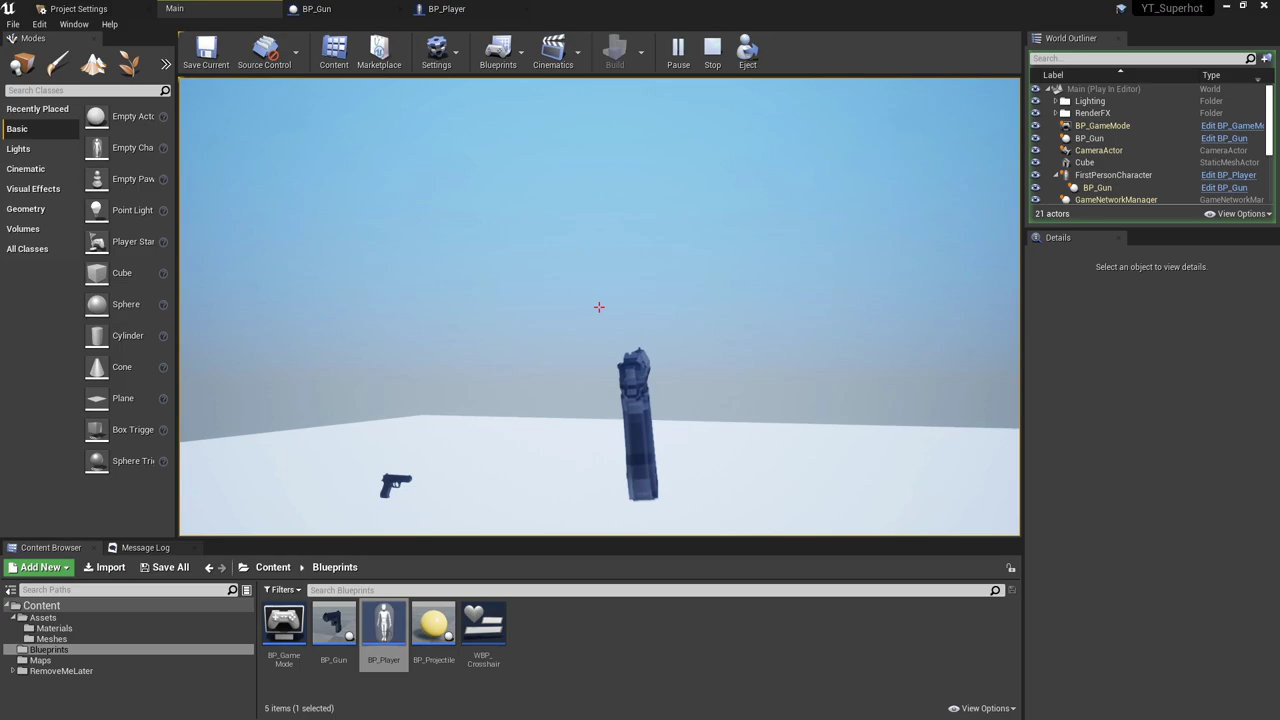 Project Settings
Main
BP_Gun
BP_Player
YT_Superhot
File
Edit
Window
Help
Modes
Search Classes
Recently Placed
Basic
Lights
Cinematic
Visual Effects
Geometry
Volumes
All Classes
Empty Acto
Empty Cha
Empty Paw
Point Light
Player Star
Cube
Sphere
Cylinder
Cone
Plane
Box Trigge
Sphere Tri
Save Current
Source Control
Content
Marketplace
Settings
Blueprints
Cinematics
Build
Pause
Stop
Eject
World Outliner
Search...
Label
Type
Main (Play In Editor)
World
Lighting
Folder
RenderFX
Folder
BP_GameMode
Edit BP_GameMo
BP_Gun
Edit BP_Gun
CameraActor
CameraActor
Cube
StaticMeshActor
FirstPersonCharacter
Edit BP_Player
BP_Gun
Edit BP_Gun
GameNetworkManager
GameNetworkMar
21 actors
View Options
Details
Select an object to view details.
Content Browser
Message Log
Add New
Import
Save All
Content
Blueprints
Search Paths
Filters
Search Blueprints
Content
Assets
Materials
Meshes
Blueprints
Maps
RemoveMeLater
BP_Game
Mode
BP_Gun
BP_Player
BP_Projectile
WBP_
Crosshair
5 items (1 selected)
View Options